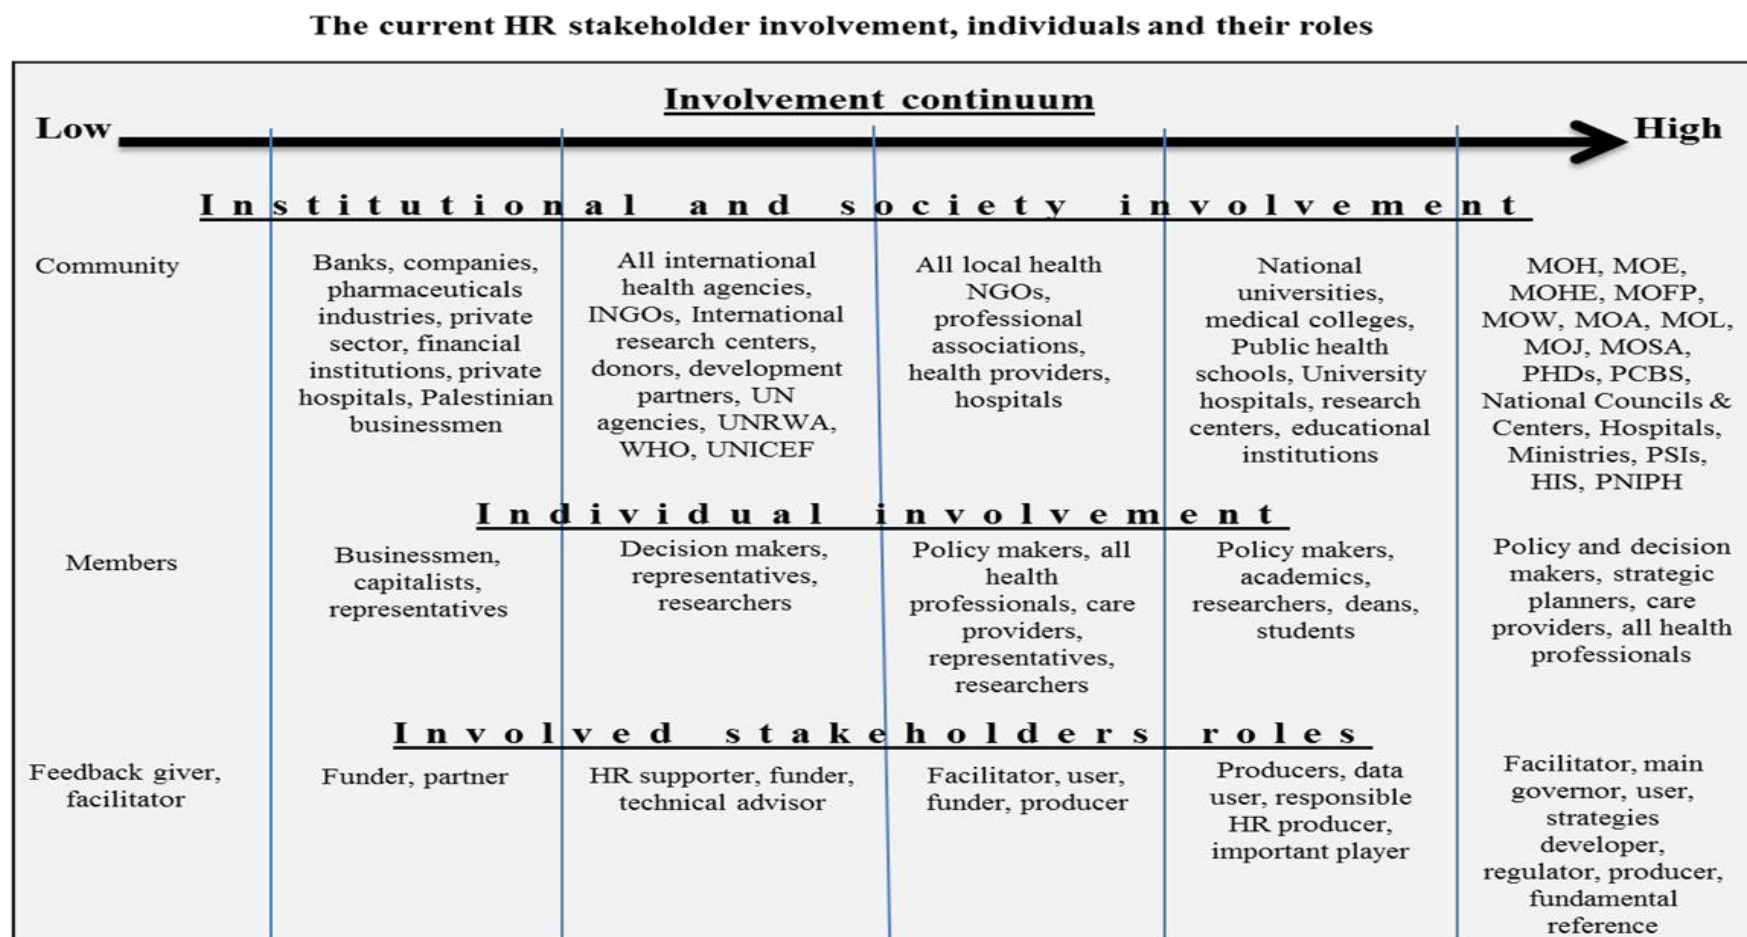 The current HR stakeholder involvement, individuals and their roles
Involvement continuum
Low
High
Institutional and society involvement
Community
Banks, companies,
pharmaceuticals
industries, private
sector, financial
institutions, private
hospitals, Palestinian
businessmen
All international
health agencies,
INGOs, International
research centers,
donors, development
partners, UN
agencies, UNRWA,
WHO, UNICEF
All local health
NGOs,
professional
associations,
health providers,
hospitals
National
universities,
medical colleges,
Public health
schools, University
hospitals, research
centers, educational
institutions
MOH, MOE,
MOHE, MOFP,
MOW, MOA, MOL,
MOJ, MOSA,
PHDs, PCBS,
National Councils &
Centers, Hospitals,
Ministries, PSIs,
HIS, PNIPH
Individual involvement
Members
Businessmen,
capitalists,
representatives
Decision makers,
representatives,
researchers
Policy makers, all
health
professionals, care
providers,
representatives,
researchers
Policy makers,
academics,
researchers, deans,
students
Policy and decision
makers, strategic
planners, care
providers, all health
professionals
Involved stakeholders roles
Feedback giver,
facilitator
Funder, partner
HR supporter, funder,
technical advisor
Facilitator, user,
funder, producer
Producers, data
user, responsible
HR producer,
important player
Facilitator, main
governor, user,
strategies
developer,
regulator, producer,
fundamental
reference